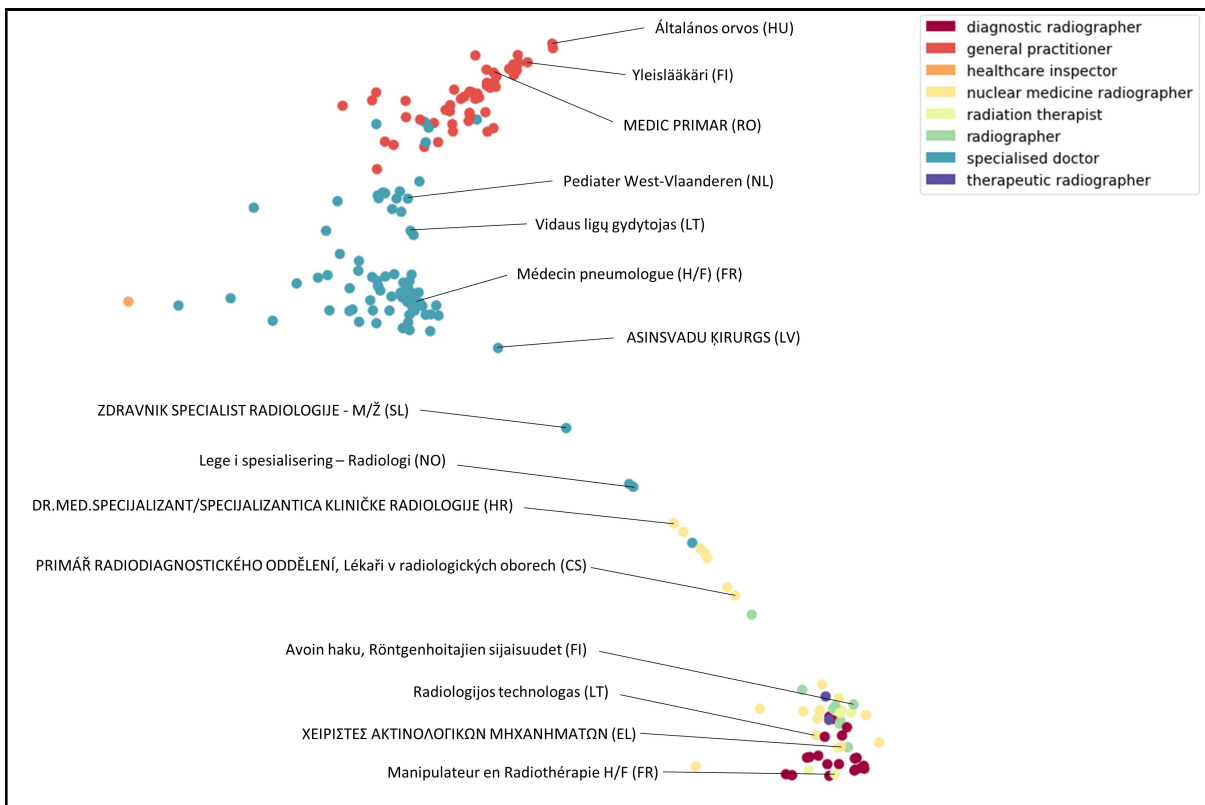 Általános orvos (HU)
Yleislääkäri (FI)
MEDIC PRIMAR (RO)
Pediater West-Vlaanderen (NL)
Vidaus ligų gydytojas (LT)
Médecin pneumologue (H/F) (FR)
ASINSVADU ĶIRURGS (LV)
ZDRAVNIK SPECIALIST RADIOLOGIJE - M/Ž (SL)
Lege i spesialisering – Radiologi (NO)
DR.MED.SPECIJALIZANT/SPECIJALIZANTICA KLINIČKE RADIOLOGIJE (HR)
PRIMÁŘ RADIODIAGNOSTICKÉHO ODDĚLENÍ, Lékaři v radiologických oborech (CS)
Avoin haku, Röntgenhoitajien sijaisuudet (FI)
Radiologijos technologas (LT)
ΧΕΙΡΙΣΤΕΣ ΑΚΤΙΝΟΛΟΓΙΚΩΝ ΜΗΧΑΝΗΜΑΤΩΝ (EL)
Manipulateur en Radiothérapie H/F (FR)
diagnostic radiographer
general practitioner
healthcare inspector
nuclear medicine radiographer
radiation therapist
radiographer
specialised doctor
therapeutic radiographer